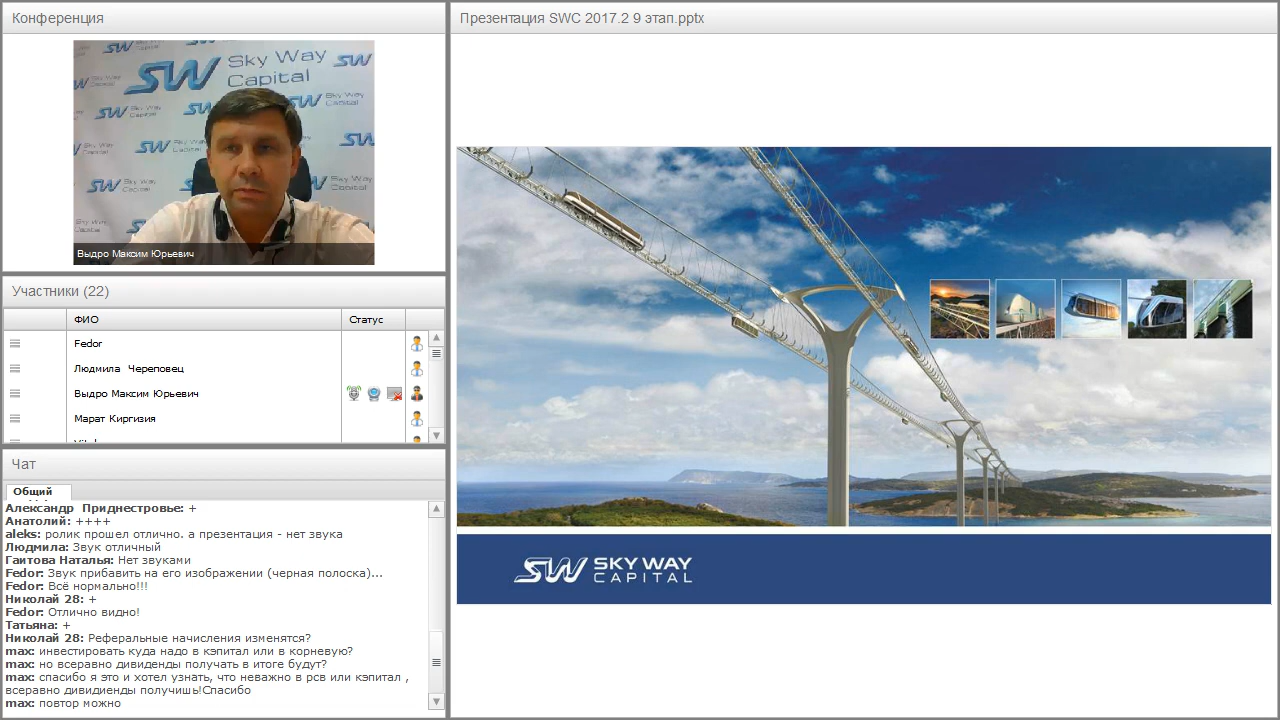 Конференция
SW Sky Way
Capital
Выдро Максим Юрьевич
Участники (22)
ФИО Статус
Fedor
Людмила Череповец
Выдро Максим Юрьевич
Марат Киргизия
Чат
Общий
Александр Приднестровье: +
Анатолий: ++++
aleks: ролик прошел отлично. а презентация - нет звука
Людмила: Звук отличный
Гаитова Наталья: Нет звуками
Fedor: Звук прибавить на его изображении (черная полоска)...
Fedor: Всё нормально!!!
Николай 28: +
Fedor: Отлично видно!
Татьяна: +
Николай 28: Реферальные начисления изменятся?
max: инвестировать куда надо в кэпитал или в корневую?
max: но всеравно дивиденды получать в итоге будут?
max: спасибо я это и хотел узнать, что неважно в рсв или кэпитал ,
всеравно дивидиенды получишь!Спасибо
max: повтор можно
Презентация SWC 2017.2 9 этап.pptx
SW SKY WAY
CAPITAL